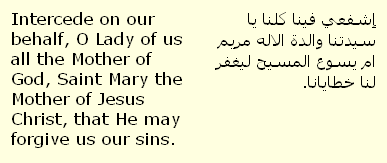 Intercede on our
behalf, O Lady of us
all the Mother of
God, Saint Mary the
Mother of Jesus
Christ, that He may
forgive us our sins.
إشفعي فينا كلنا يا
سيدتنا والدة الاله مريم
ام يسوع المسيح ليغفر
لنا خطايانا.